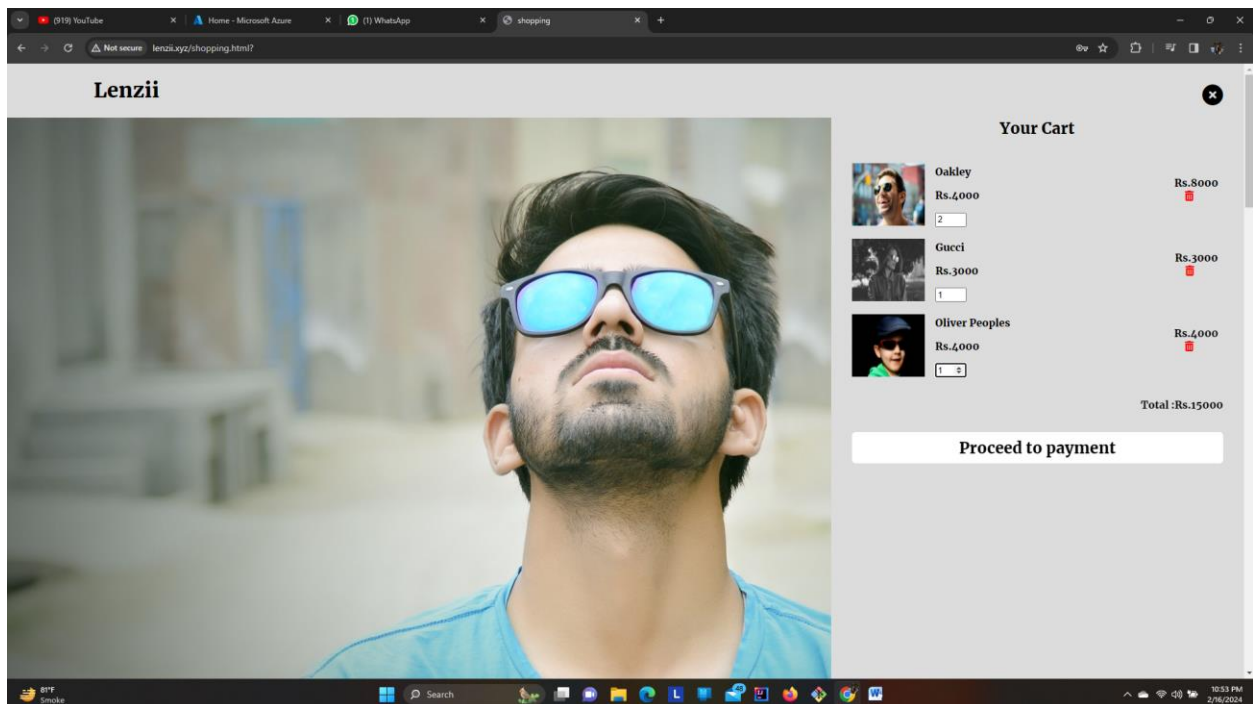 (919) YouTube
Home - Microsoft Azure
(1) WhatsApp
shopping
Not secure
lenzii.xyz/shopping.html?
Lenzii
Your Cart
Oakley
Rs.4000
2
Rs.8000
Gucci
Rs.3000
1
Rs.3000
Oliver Peoples
Rs.4000
1
Rs.4000
Total :Rs.15000
Proceed to payment
81°F
Smoke
Search
L
W
10:53 PM
2/16/2024